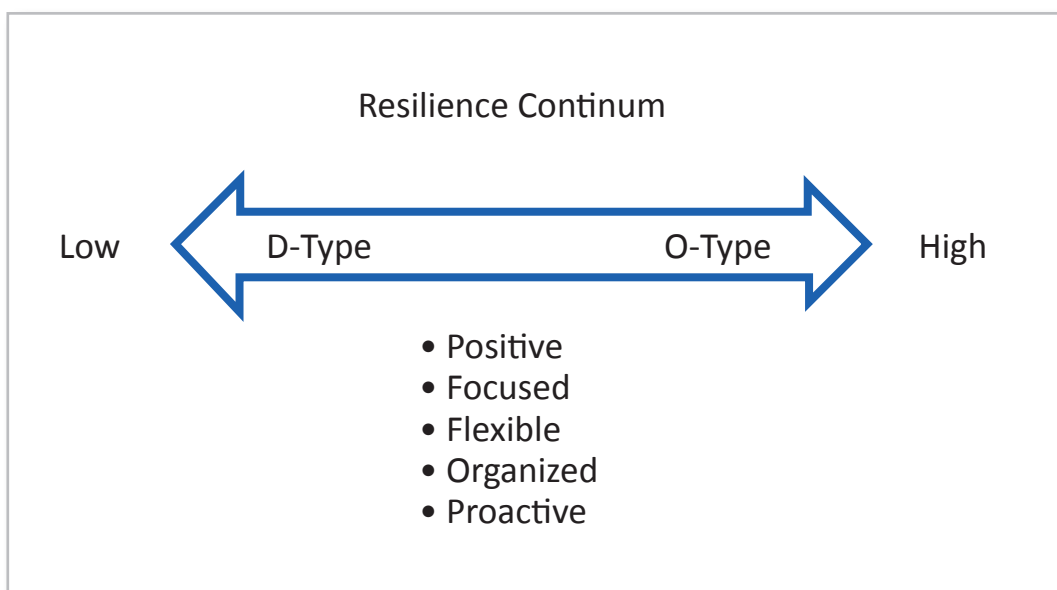 Resilience Continum
Low D-Type O-Type High
• Positive
• Focused
• Flexible
• Organized
• Proactive